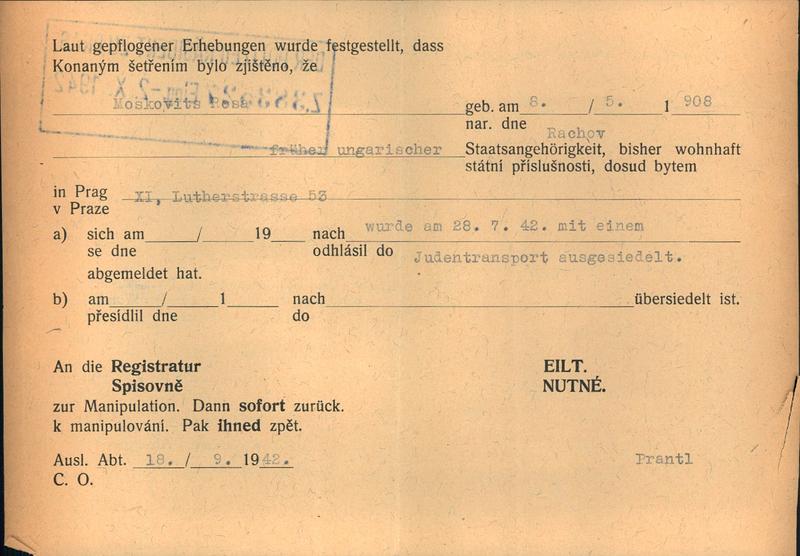 Laut gepflogener Erhebungen wurde festgestellt, dass
Konaným šetřením bylo zjištěno, že
Moskovits Rosa geb. am 8. / 5. 1 908
nar. dne Rachov
früher ungarischer Staatsangehörigkeit, bisher wohnhaft
státní příslušnosti, dosud bytem
in Prag XI, Lutherstrasse 53
v Praze
a) sich am / 19 nach wurde am 28. 7. 42. mit einem
se dne odhlásil do Judentransport ausgesiedelt.
abgemeldet hat.
b) am / 1 nach übersiedelt ist.
přesídlil dne do
An die Registratur EILT.
Spisovně NUTNÉ.
zur Manipulation. Dann sofort zurück.
k manipulování. Pak ihned zpět.
Ausl. Abt. 18. / 9. 1942. Prantl
C. O.